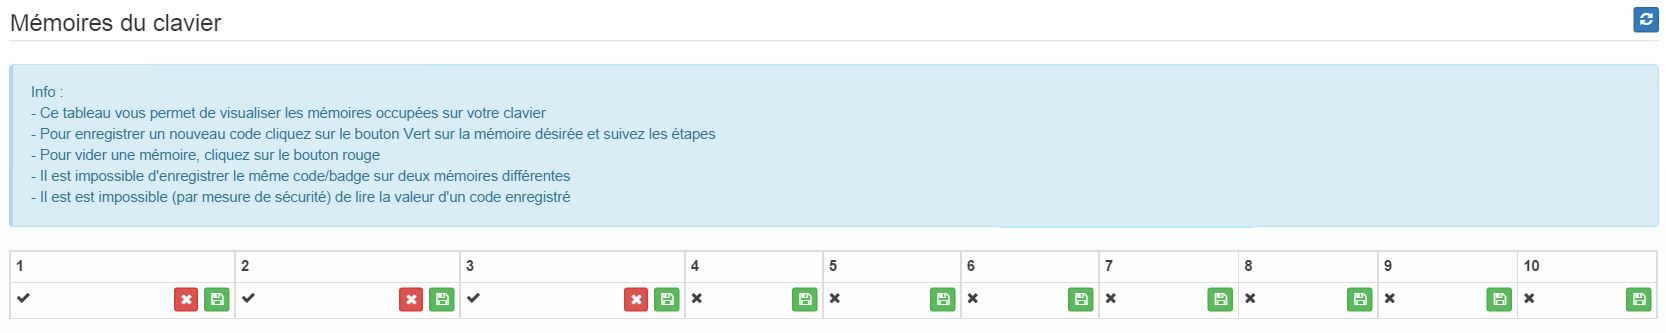 Mémoires du clavier
Info :
- Ce tableau vous permet de visualiser les mémoires occupées sur votre clavier
- Pour enregistrer un nouveau code cliquez sur le bouton Vert sur la mémoire désirée et suivez les étapes
- Pour vider une mémoire, cliquez sur le bouton rouge
- Il est impossible d'enregistrer le même code/badge sur deux mémoires différentes
- Il est est impossible (par mesure de sécurité) de lire la valeur d'un code enregistré
1 2 3 4 5 6 7 8 9 10